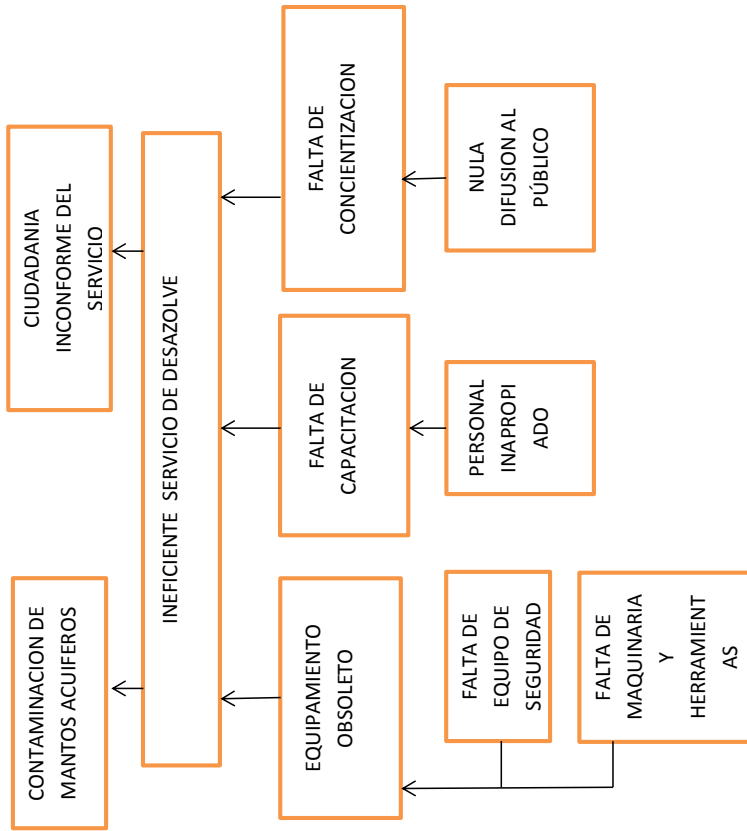 CONTAMINACION DE
MANTOS ACUIFEROS
CIUDADANIA
INCONFORME DEL
SERVICIO
INEFICIENTE SERVICIO DE DESAZOLVE
EQUIPAMIENTO
OBSOLETO
FALTA DE
CAPACITACION
FALTA DE
CONCIENTIZACION
FALTA DE
EQUIPO DE
SEGURIDAD
PERSONAL
INAPROPI
ADO
NULA
DIFUSION AL
PÚBLICO
FALTA DE
MAQUINARIA
Y
HERRAMIENT
AS